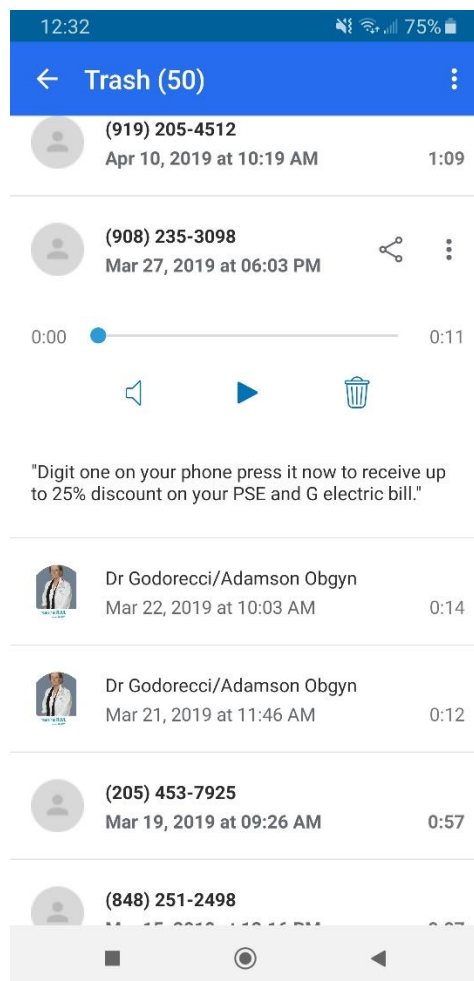 12:32
75%
Trash (50)
(919) 205-4512
Apr 10, 2019 at 10:19 AM
1:09
(908) 235-3098
Mar 27, 2019 at 06:03 PM
0:00
0:11
"Digit one on your phone press it now to receive up
to 25% discount on your PSE and G electric bill."
Dr Godorecci/Adamson Obgyn
Mar 22, 2019 at 10:03 AM
0:14
Dr Godorecci/Adamson Obgyn
Mar 21, 2019 at 11:46 AM
0:12
(205) 453-7925
Mar 19, 2019 at 09:26 AM
0:57
(848) 251-2498